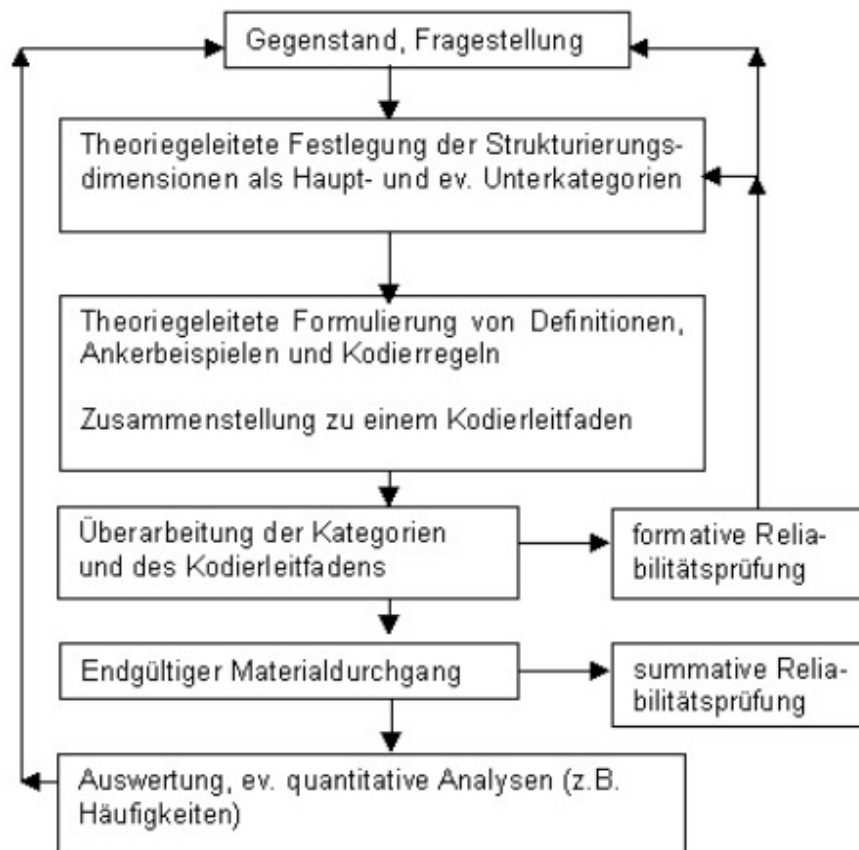 Gegenstand, Fragestellung
Theoriegeleitete Festlegung der Strukturierungs-
dimensionen als Haupt- und ev. Unterkategorien
Theoriegeleitete Formulierung von Definitionen,
Ankerbeispielen und Kodierregeln
Zusammenstellung zu einem Kodierleitfaden
Überarbeitung der Kategorien
und des Kodierleitfadens
formative Relia-
bilitätsprüfung
Endgültiger Materialdurchgang
summative Relia-
bilitätsprüfung
Auswertung, ev. quantitative Analysen (z.B.
Häufigkeiten)